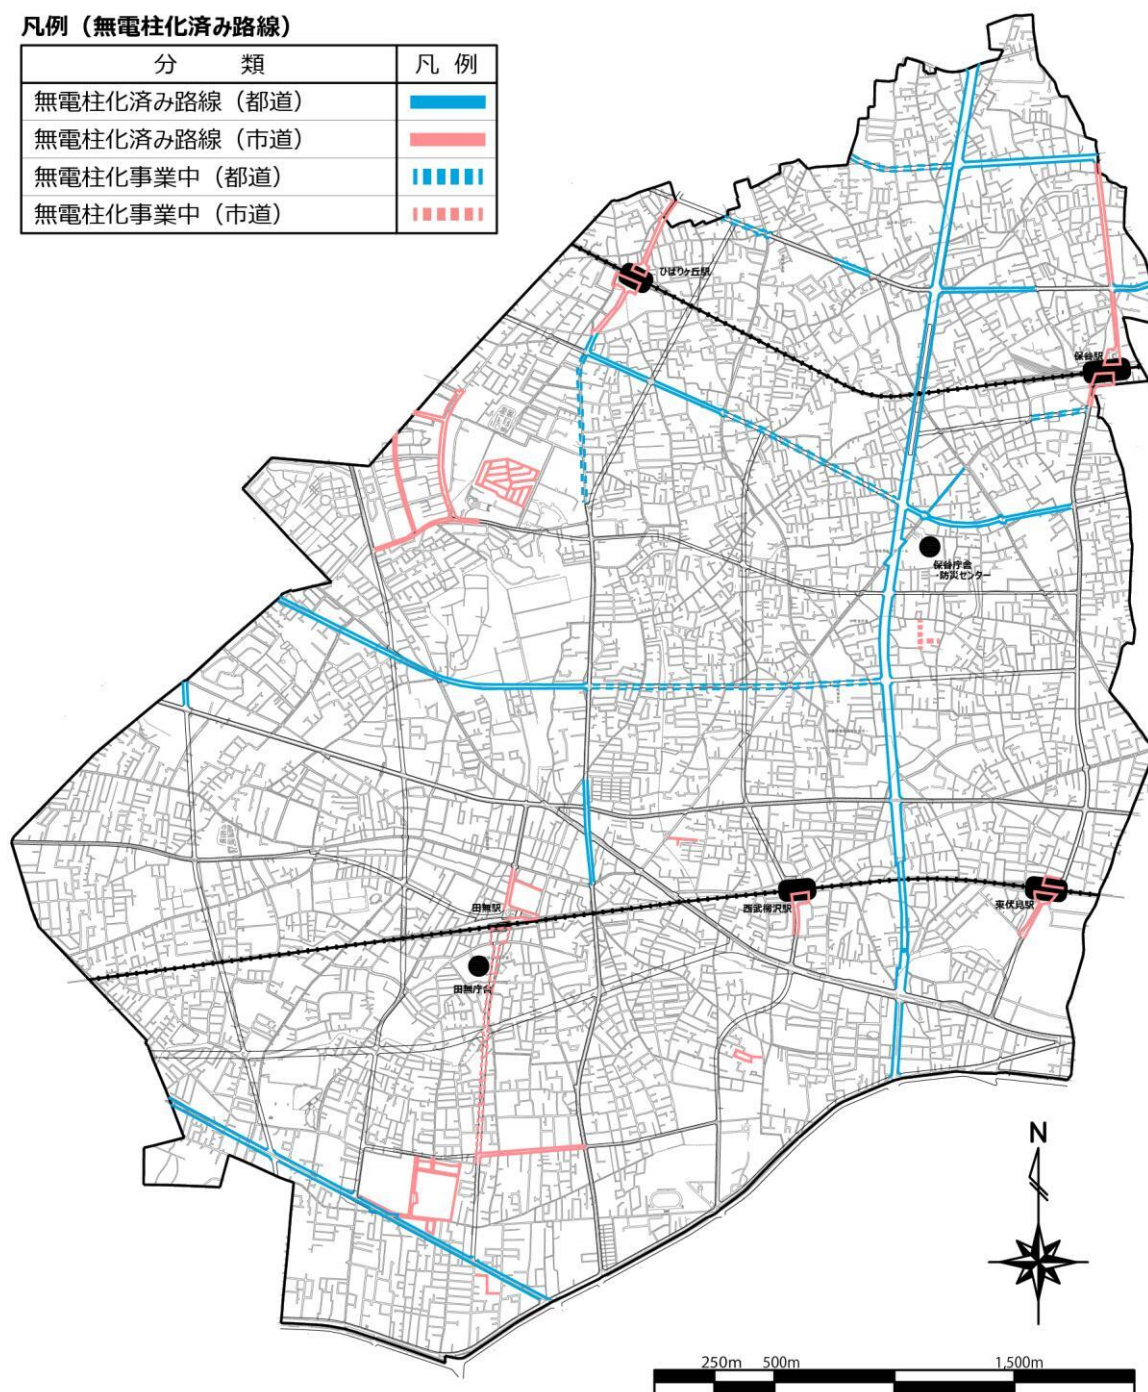 凡例（無電柱化済み路線）
分 類 凡 例
無電柱化済み路線（都道）
無電柱化済み路線（市道）
無電柱化事業中（都道）
無電柱化事業中（市道）
ひばりヶ丘駅
保谷駅
保谷庁舎
・防災センター
田無駅
西武柳沢駅
東伏見駅
田無庁舎
N
250m 500m 1,500m